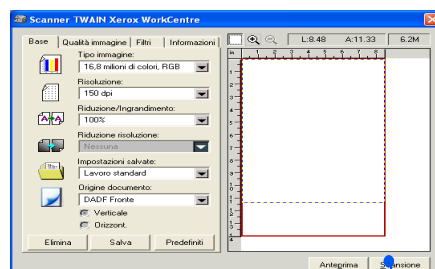 Scanner TWAIN Xerox WorkCentre
Base Qualità immagine Filtri Informazioni
L:8.48 A:11.33 6.2M
Tipo immagine:
16,8 milioni di colori, RGB
Risoluzione:
150 dpi
Riduzione/Ingrandimento:
100%
Riduzione risoluzione:
Nessuna
Impostazioni salvate:
Lavoro standard
Origine documento:
DADF Fronte
Verticale
Orizzont.
Elimina Salva Predefiniti
Anteprima Scansione